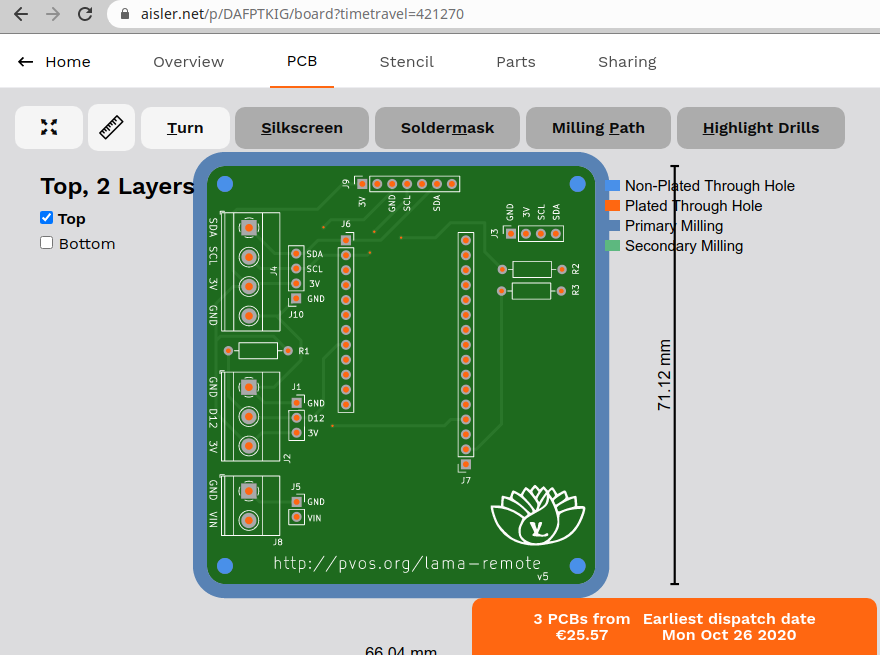 aisler.net/p/DAFPTKIG/board?timetravel=421270
Home Overview PCB Stencil Parts Sharing
Turn Silkscreen Soldermask Milling Path Highlight Drills
Top, 2 Layers
Top
Bottom
Non-Plated Through Hole
Plated Through Hole
Primary Milling
Secondary Milling
J9
3V GND SCL SDA
J6
J3
GND 3V SCL SDA
R2
R3
SDA SCL 3V GND
J4
SDA
SCL
3V
GND
J10
R1
GND D12 3V
J2
J1
GND
D12
3V
GND VIN
J8
J5
GND
VIN
J7
VL
http://pvos.org/lama-remote
v5
71.12 mm
66.04 mm
3 PCBs from
€25.57
Earliest dispatch date
Mon Oct 26 2020